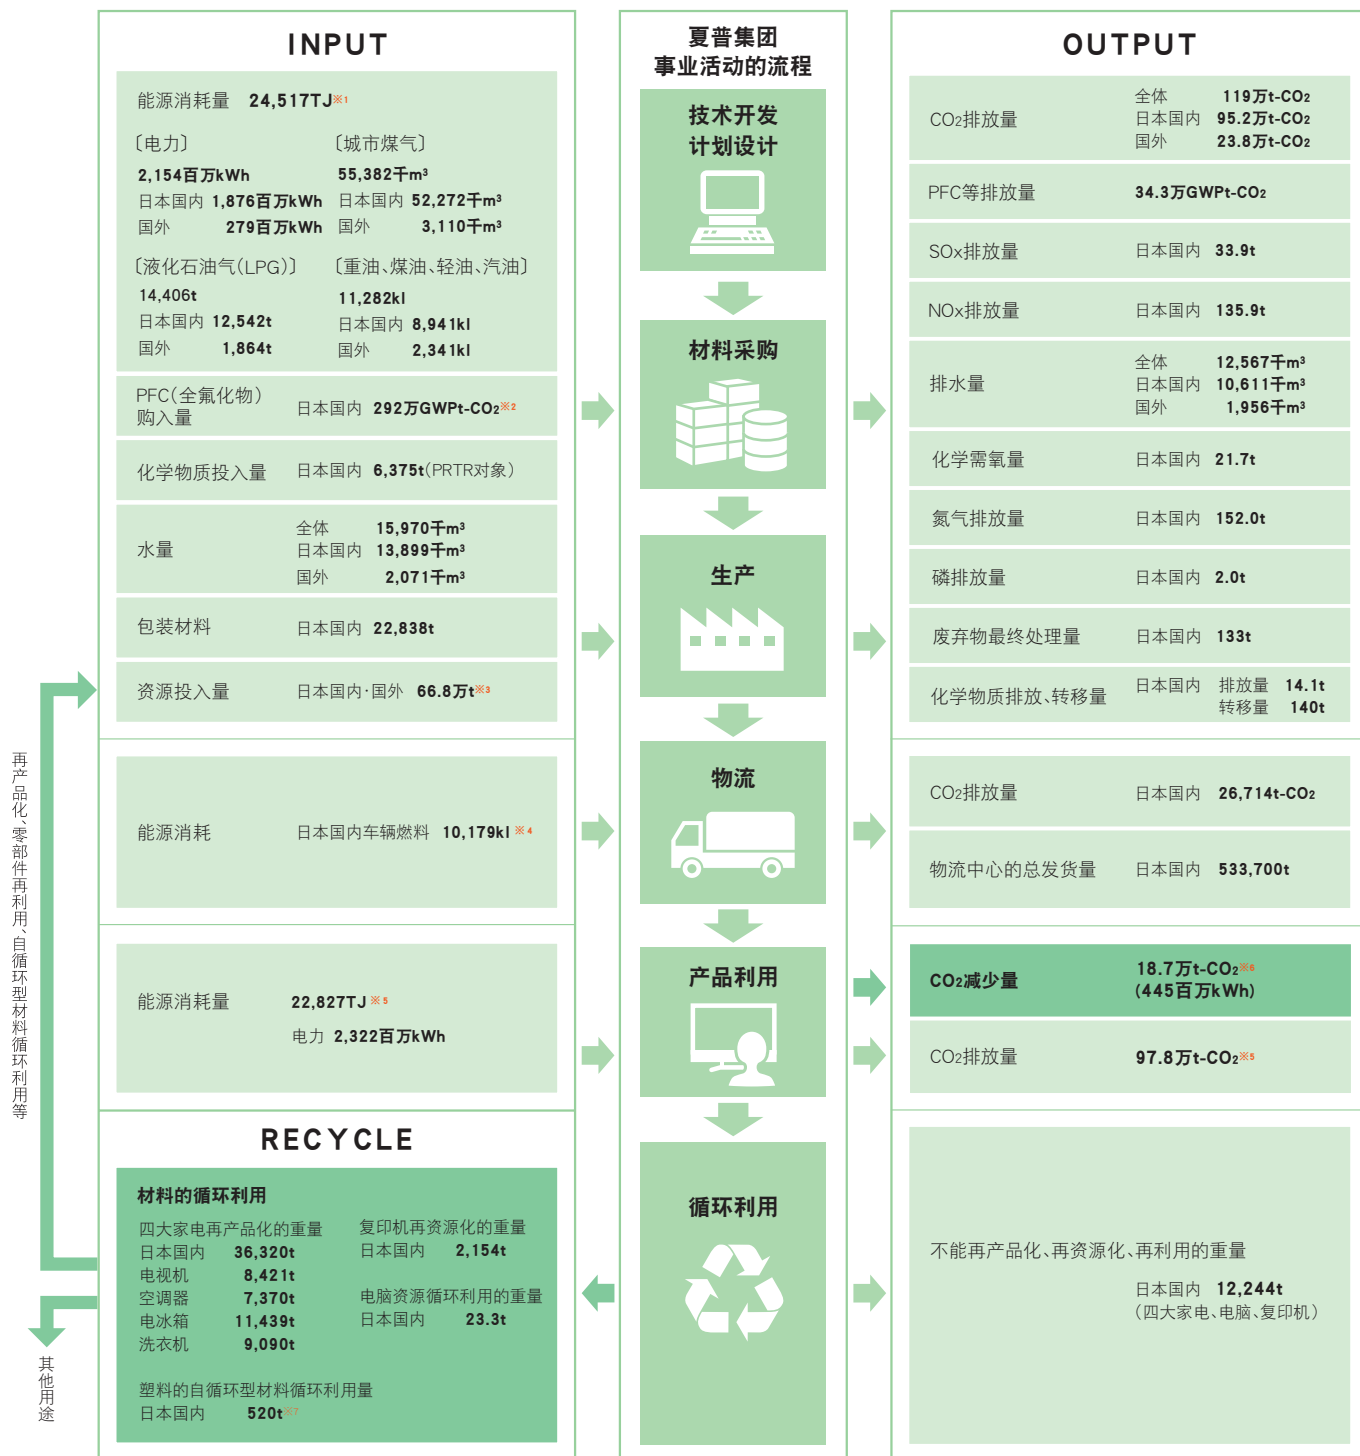 INPUT
能源消耗量 24,517TJ※1
〔电力〕
2,154百万kWh
日本国内 1,876百万kWh
国外 279百万kWh
〔城市煤气〕
55,382千m³
日本国内 52,272千m³
国外 3,110千m³
〔液化石油气(LPG)〕
14,406t
日本国内 12,542t
国外 1,864t
〔重油、煤油、轻油、汽油〕
11,282kl
日本国内 8,941kl
国外 2,341kl
PFC(全氟化物)
购入量
日本国内 292万GWPt-CO₂※2
化学物质投入量 日本国内 6,375t(PRTR对象)
水量
全体 15,970千m³
日本国内 13,899千m³
国外 2,071千m³
包装材料 日本国内 22,838t
资源投入量 日本国内·国外 66.8万t※3
能源消耗 日本国内车辆燃料 10,179kl※4
能源消耗量 22,827TJ※5
电力 2,322百万kWh
RECYCLE
材料的循环利用
四大家电再产品化的重量
日本国内 36,320t
电视机 8,421t
空调器 7,370t
电冰箱 11,439t
洗衣机 9,090t
复印机再资源化的重量
日本国内 2,154t
电脑资源循环利用的重量
日本国内 23.3t
塑料的自循环型材料循环利用量
日本国内 520t※7
再产品化、零部件再利用、自循环型材料循环利用等
其他用途
夏普集团
事业活动的流程
技术开发
计划设计
材料采购
生产
物流
产品利用
循环利用
OUTPUT
CO₂排放量
全体 119万t-CO₂
日本国内 95.2万t-CO₂
国外 23.8万t-CO₂
PFC等排放量 34.3万GWPt-CO₂
SOx排放量 日本国内 33.9t
NOx排放量 日本国内 135.9t
排水量
全体 12,567千m³
日本国内 10,611千m³
国外 1,956千m³
化学需氧量 日本国内 21.7t
氮气排放量 日本国内 152.0t
磷排放量 日本国内 2.0t
废弃物最终处理量 日本国内 133t
化学物质排放、转移量
日本国内 排放量 14.1t
转移量 140t
CO₂排放量 日本国内 26,714t-CO₂
物流中心的总发货量 日本国内 533,700t
CO₂减少量
18.7万t-CO₂※6
(445百万kWh)
CO₂排放量 97.8万t-CO₂※5
不能再产品化、再资源化、再利用的重量
日本国内 12,244t
(四大家电、电脑、复印机)